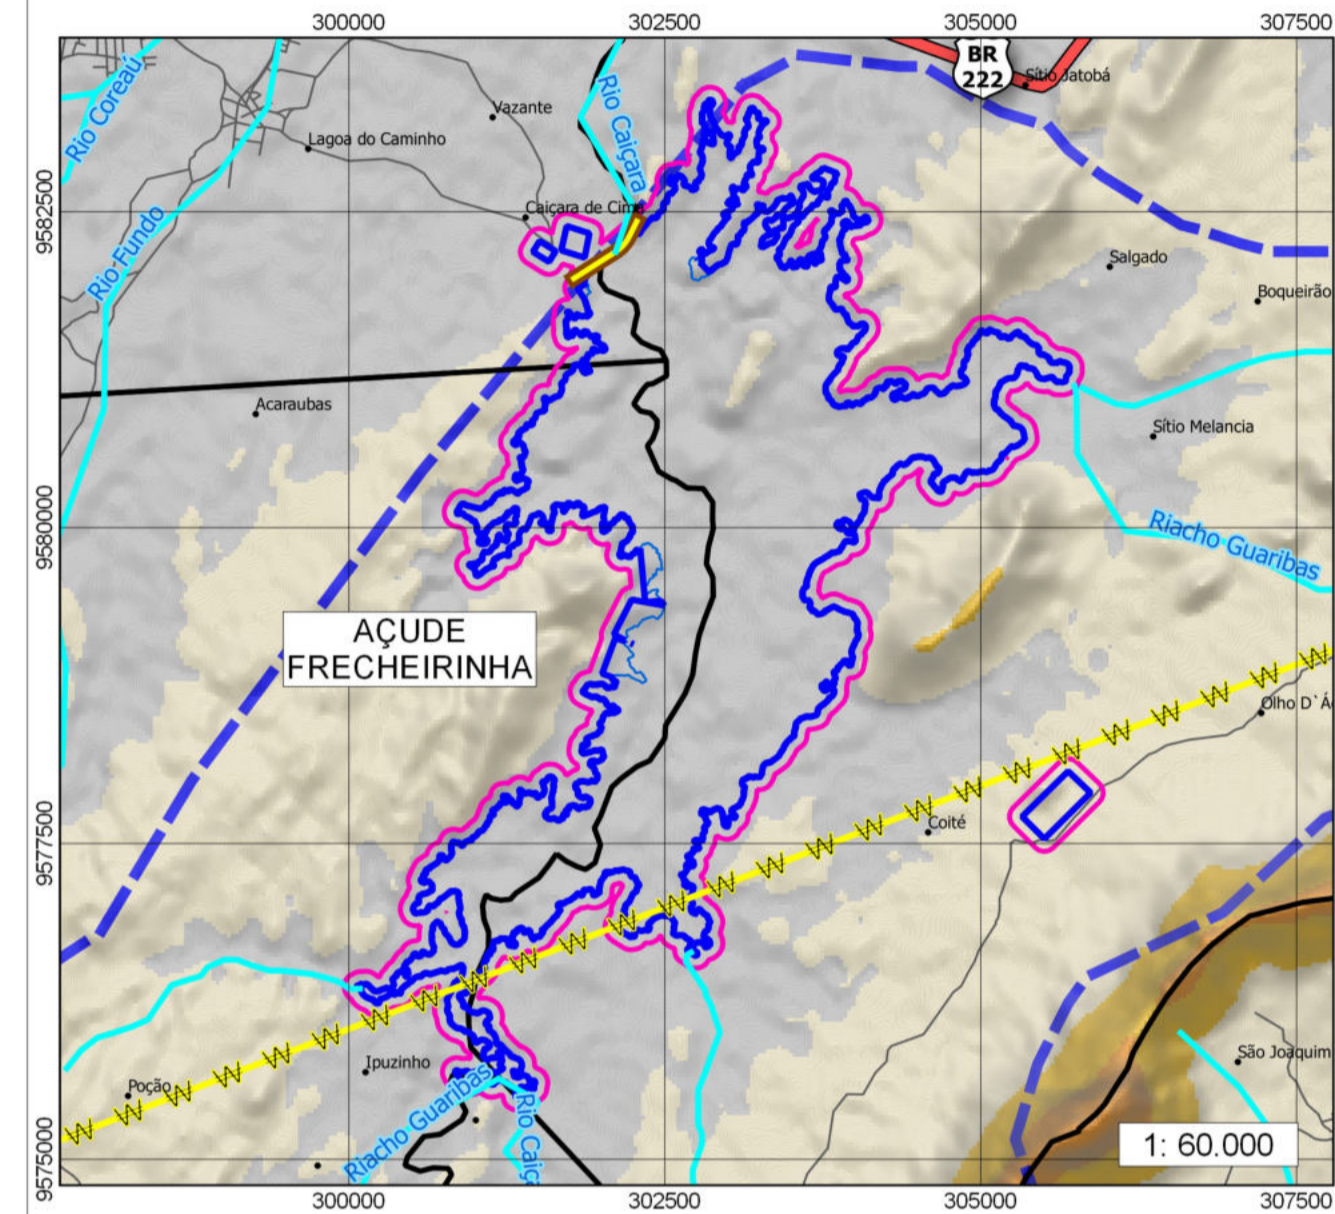 300000
302500
305000
307500
BR
222
Sítio Jatobá
Rio Coreaú
Vazante
Rio Caiçara
Lagoa do Caminho
9582500
Caiçara de Cima
Rio Fundo
Salgado
Boqueirão
Acaraubas
Sítio Melancia
9580000
Riacho Guaribas
AÇUDE
FRECHEIRINHA
Olho D`Á
9577500
Coité
São Joaquim
Ipuzinho
Poção
Riacho Guaribas
Rio Caiç
9575000
1: 60.000
300000
302500
305000
307500